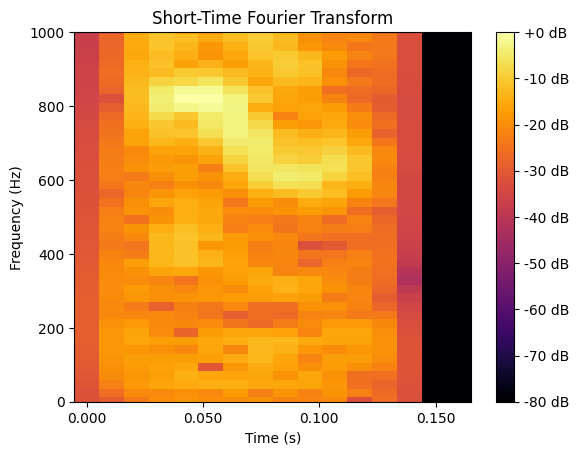 Short-Time Fourier Transform
1000
800
600
400
200
0
Frequency (Hz)
0.000
0.050
0.100
0.150
Time (s)
+0 dB
-10 dB
-20 dB
-30 dB
-40 dB
-50 dB
-60 dB
-70 dB
-80 dB